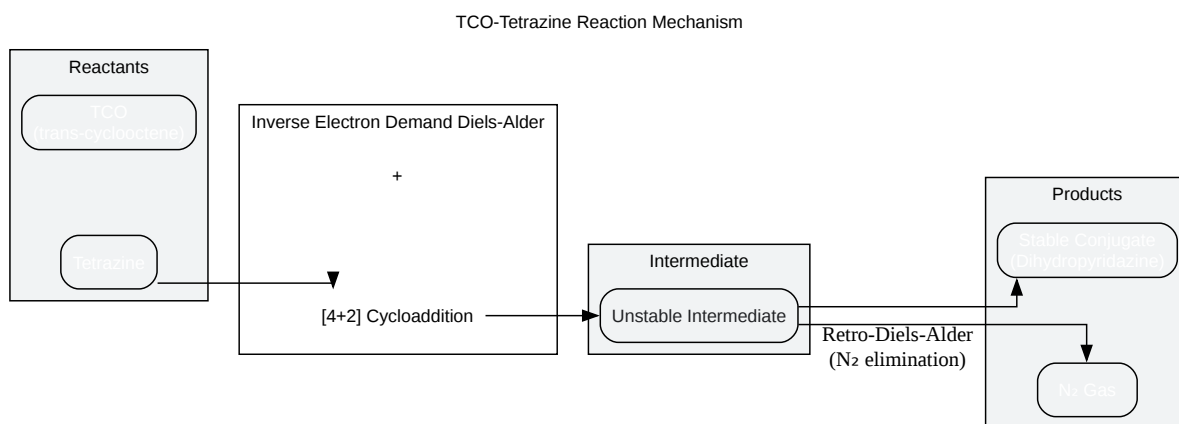 TCO-Tetrazine Reaction Mechanism
Reactants
TCO
(trans-cyclooctene)
Tetrazine
Inverse Electron Demand Diels-Alder
+
[4+2] Cycloaddition
Intermediate
Unstable Intermediate
Retro-Diels-Alder
(N₂ elimination)
Products
Stable Conjugate
(Dihydropyridazine)
N₂ Gas